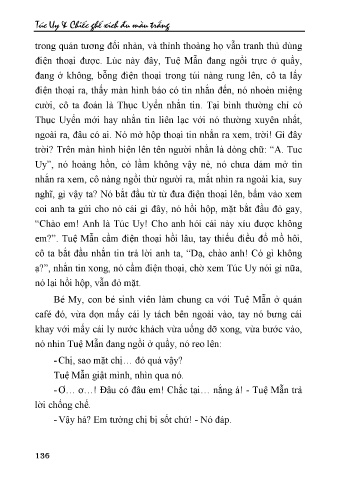 Túc Uy & Chiếc ghế xích đu màu trắng
trong quán tương đối nhàn, và thỉnh thoảng họ vẫn tranh thủ dùng
điện thoại được. Lúc này đây, Tuệ Mẫn đang ngồi trực ở quầy,
đang ở không, bỗng điện thoại trong túi nàng rung lên, cô ta lấy
điện thoại ra, thấy màn hình báo có tin nhắn đến, nó nhoẻn miệng
cười, cô ta đoán là Thục Uyến nhắn tin. Tại bình thường chỉ có
Thục Uyến mới hay nhắn tin liên lạc với nó thường xuyên nhất,
ngoài ra, đâu có ai. Nó mở hộp thoại tin nhắn ra xem, trời! Gì đây
trời? Trên màn hình hiện lên tên người nhắn là dòng chữ: “A. Tuc
Uy”, nó hoảng hồn, có lầm không vậy nè, nó chưa dám mở tin
nhắn ra xem, cô nàng ngồi thừ người ra, mắt nhìn ra ngoài kia, suy
nghĩ, gì vậy ta? Nó bắt đầu từ từ đưa điện thoại lên, bấm vào xem
coi anh ta gửi cho nó cái gì đây, nó hồi hộp, mặt bắt đầu đỏ gay,
“Chào em! Anh là Túc Uy! Cho anh hỏi cái này xíu được không
em?”. Tuệ Mẫn cầm điện thoại hồi lâu, tay thiếu điều đổ mồ hôi,
cô ta bắt đầu nhắn tin trả lời anh ta, “Dạ, chào anh! Có gì không
ạ?”, nhắn tin xong, nó cầm điện thoại, chờ xem Túc Uy nói gì nữa,
nó lại hồi hộp, vẫn đỏ mặt.
Bé My, con bé sinh viên làm chung ca với Tuệ Mẫn ở quán
café đó, vừa dọn mấy cái ly tách bên ngoài vào, tay nó bưng cái
khay với mấy cái ly nước khách vừa uống dở xong, vừa bước vào,
nó nhìn Tuệ Mẫn đang ngồi ở quầy, nó reo lên:
- Chị, sao mặt chị… đỏ quá vậy?
Tuệ Mẫn giật mình, nhìn qua nó.
- Ơ… ơ…! Đâu có đâu em! Chắc tại… nắng á! - Tuệ Mẫn trả
lời chống chế.
- Vậy hả? Em tưởng chị bị sốt chứ! - Nó đáp.
136